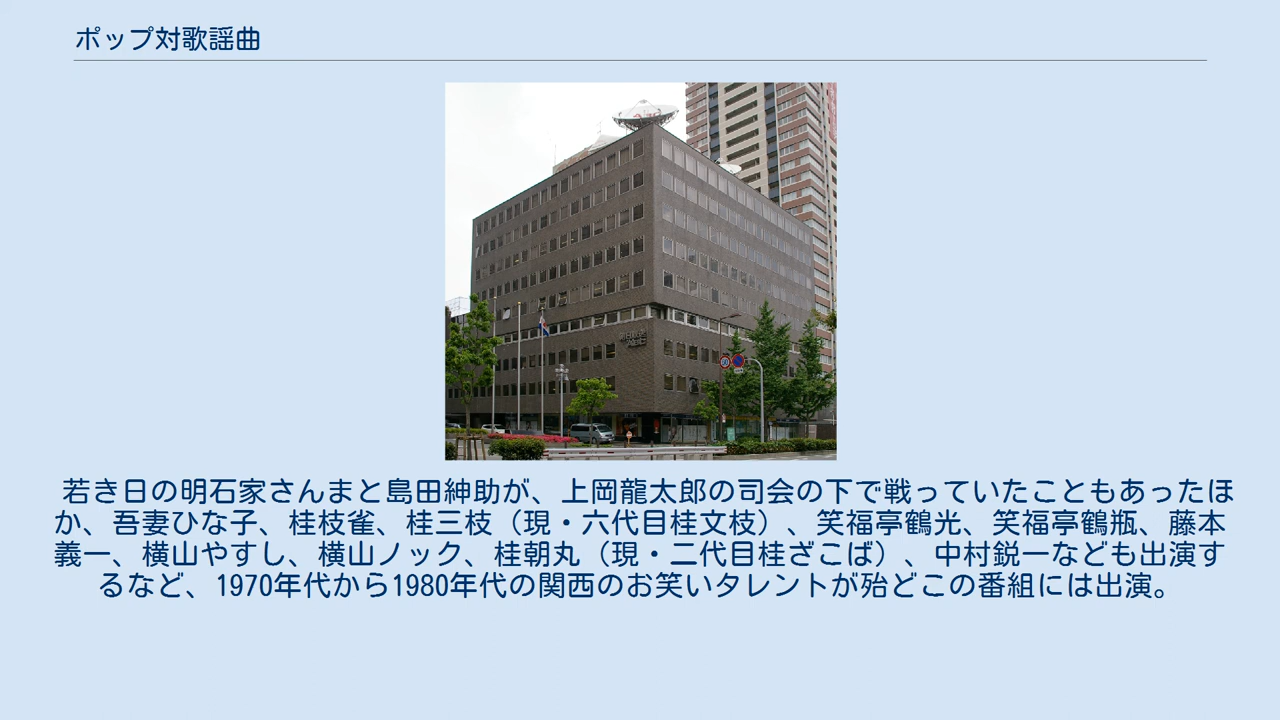 ポップ対歌謡曲
若き日の明石家さんまと島田紳助が、上岡龍太郎の司会の下で戦っていたこともあったほ
か、吾妻ひな子、桂枝雀、桂三枝（現・六代目桂文枝）、笑福亭鶴光、笑福亭鶴瓶、藤本
義一、横山やすし、横山ノック、桂朝丸（現・二代目桂ざこば）、中村鋭一なども出演す
るなど、1970年代から1980年代の関西のお笑いタレントが殆どこの番組には出演。